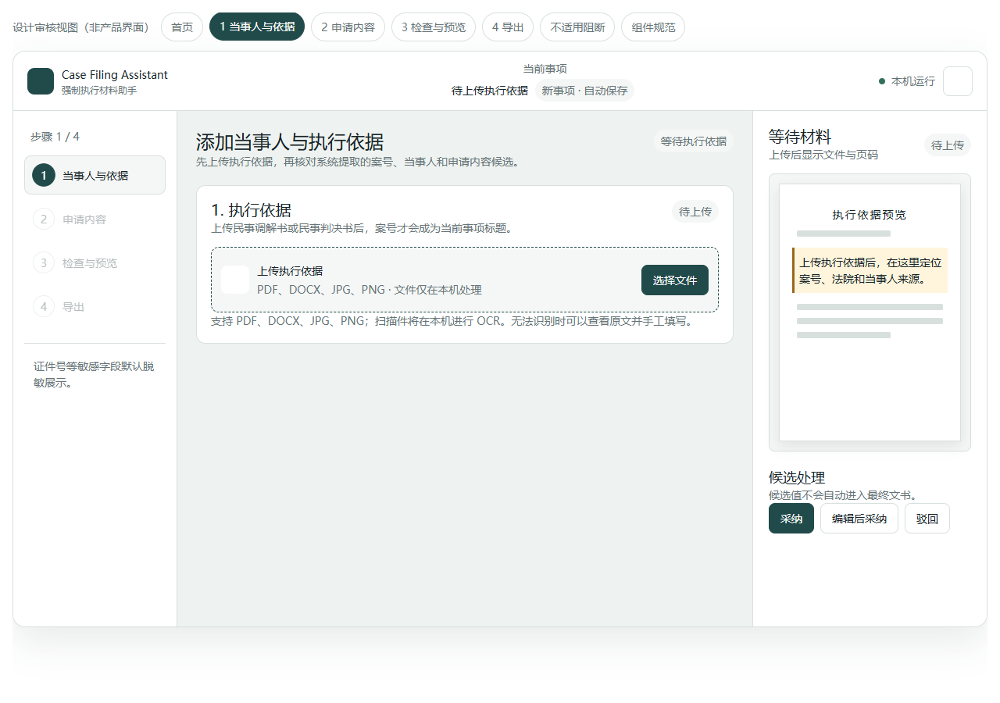 设计审核视图（非产品界面） 首页 1 当事人与依据 2 申请内容 3 检查与预览 4 导出 不适用阻断 组件规范
Case Filing Assistant
强制执行材料助手
当前事项
待上传执行依据 新事项 · 自动保存
本机运行
步骤 1 / 4
1 当事人与依据
2 申请内容
3 检查与预览
4 导出
证件号等敏感字段默认脱
敏展示。
添加当事人与执行依据
先上传执行依据，再核对系统提取的案号、当事人和申请内容候选。
等待执行依据
1. 执行依据
上传民事调解书或民事判决书后，案号才会成为当前事项标题。
待上传
上传执行依据
PDF、DOCX、JPG、PNG · 文件仅在本机处理
选择文件
支持 PDF、DOCX、JPG、PNG；扫描件将在本机进行 OCR。无法识别时可以查看原文并手工填写。
等待材料
上传后显示文件与页码
待上传
执行依据预览
上传执行依据后，在这里定位
案号、法院和当事人来源。
候选处理
候选值不会自动进入最终文书。
采纳 编辑后采纳 驳回